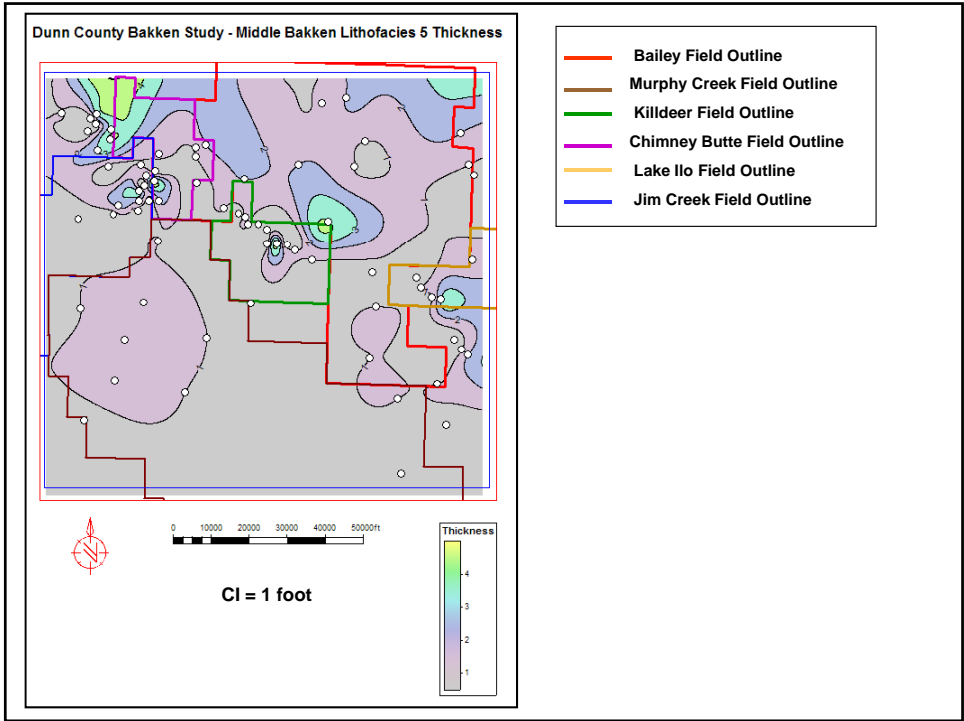 Dunn County Bakken Study - Middle Bakken Lithofacies 5 Thickness
0 10000 20000 30000 40000 50000ft
N
CI = 1 foot
Thickness
4
3
2
1
Bailey Field Outline
Murphy Creek Field Outline
Killdeer Field Outline
Chimney Butte Field Outline
Lake Ilo Field Outline
Jim Creek Field Outline